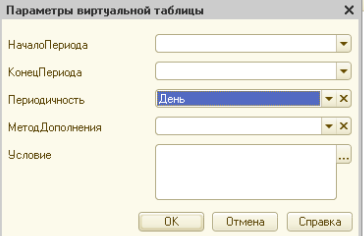 Параметры виртуальной таблицы
НачалоПериода
КонецПериода
Периодичность День
МетодДополнения
Условие
...
OK Отмена Справка